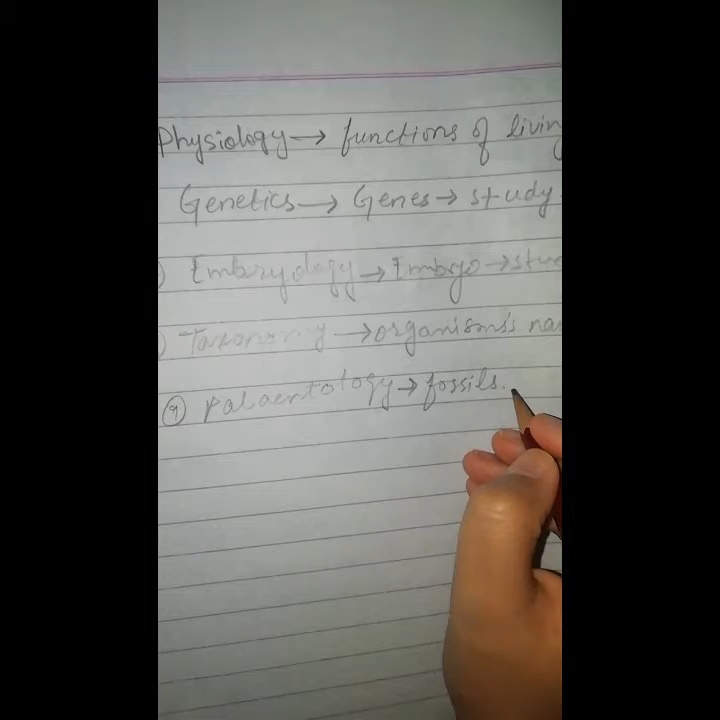 Physiology → functions of livin
Genetics → Genes → study
) Embryology → Embryo → stu
) Taxonomy → organisms's na
⑨ Palaentology → fossils.